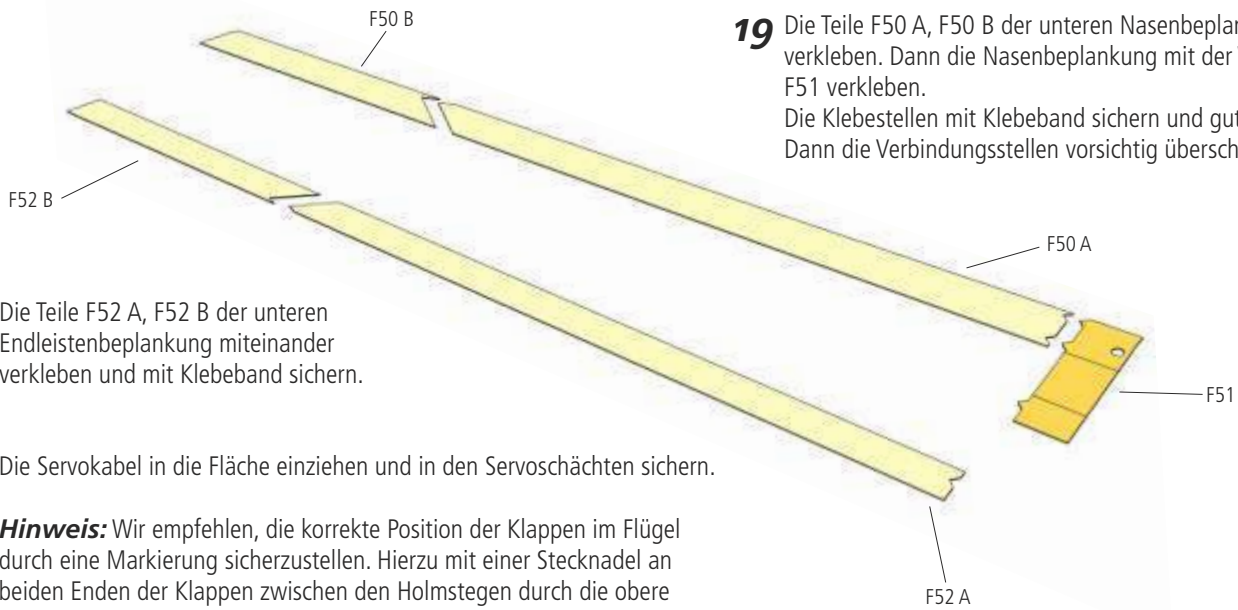 F50 B
19 Die Teile F50 A, F50 B der unteren Nasenbeplan
verkleben. Dann die Nasenbeplankung mit der
F51 verkleben.
Die Klebestellen mit Klebeband sichern und gut
Dann die Verbindungsstellen vorsichtig übersch
F52 B
F50 A
Die Teile F52 A, F52 B der unteren
Endleistenbeplankung miteinander
verkleben und mit Klebeband sichern.
F51
Die Servokabel in die Fläche einziehen und in den Servoschächten sichern.
Hinweis: Wir empfehlen, die korrekte Position der Klappen im Flügel
durch eine Markierung sicherzustellen. Hierzu mit einer Stecknadel an
beiden Enden der Klappen zwischen den Holmstegen durch die obere
F52 A